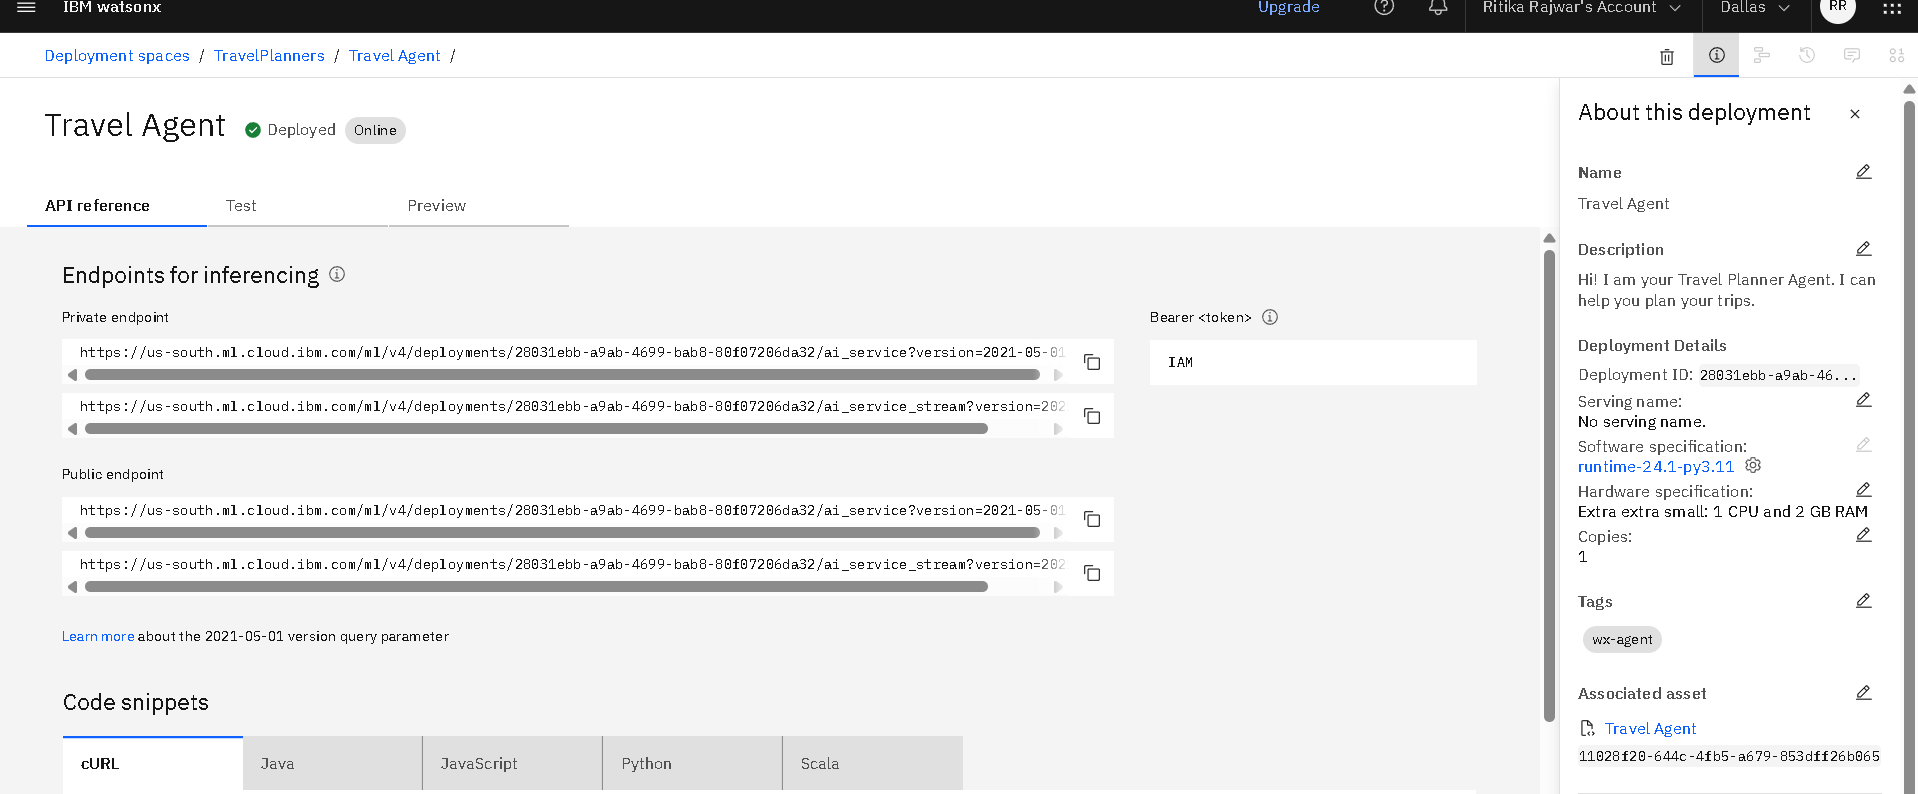 IBM watsonx
Upgrade
Ritika Rajwar's Account
Dallas
RR
Deployment spaces / TravelPlanners / Travel Agent /
Travel Agent
Deployed
Online
API reference
Test
Preview
Endpoints for inferencing
Private endpoint
https://us-south.ml.cloud.ibm.com/ml/v4/deployments/28031ebb-a9ab-4699-bab8-80f07206da32/ai_service?version=2021-05-01
https://us-south.ml.cloud.ibm.com/ml/v4/deployments/28031ebb-a9ab-4699-bab8-80f07206da32/ai_service_stream?version=202
Bearer <token>
IAM
Public endpoint
https://us-south.ml.cloud.ibm.com/ml/v4/deployments/28031ebb-a9ab-4699-bab8-80f07206da32/ai_service?version=2021-05-01
https://us-south.ml.cloud.ibm.com/ml/v4/deployments/28031ebb-a9ab-4699-bab8-80f07206da32/ai_service_stream?version=202
Learn more about the 2021-05-01 version query parameter
Code snippets
cURL
Java
JavaScript
Python
Scala
About this deployment
Name
Travel Agent
Description
Hi! I am your Travel Planner Agent. I can
help you plan your trips.
Deployment Details
Deployment ID: 28031ebb-a9ab-46...
Serving name:
No serving name.
Software specification:
runtime-24.1-py3.11
Hardware specification:
Extra extra small: 1 CPU and 2 GB RAM
Copies:
1
Tags
wx-agent
Associated asset
Travel Agent
11028f20-644c-4fb5-a679-853dff26b065